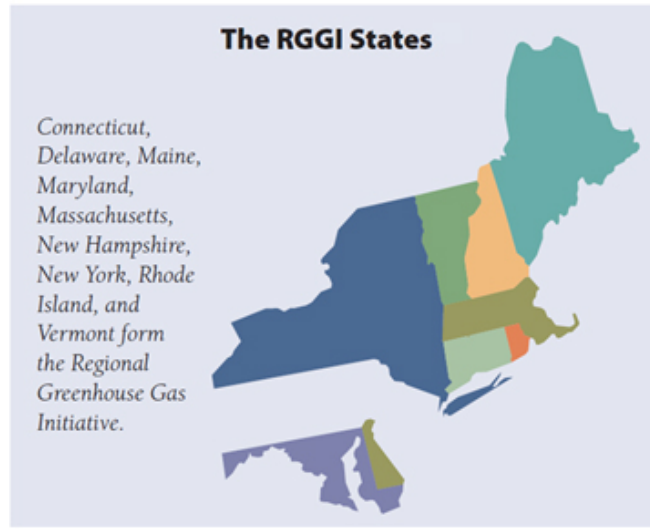 The RGGI States
Connecticut,
Delaware, Maine,
Maryland,
Massachusetts,
New Hampshire,
New York, Rhode
Island, and
Vermont form
the Regional
Greenhouse Gas
Initiative.